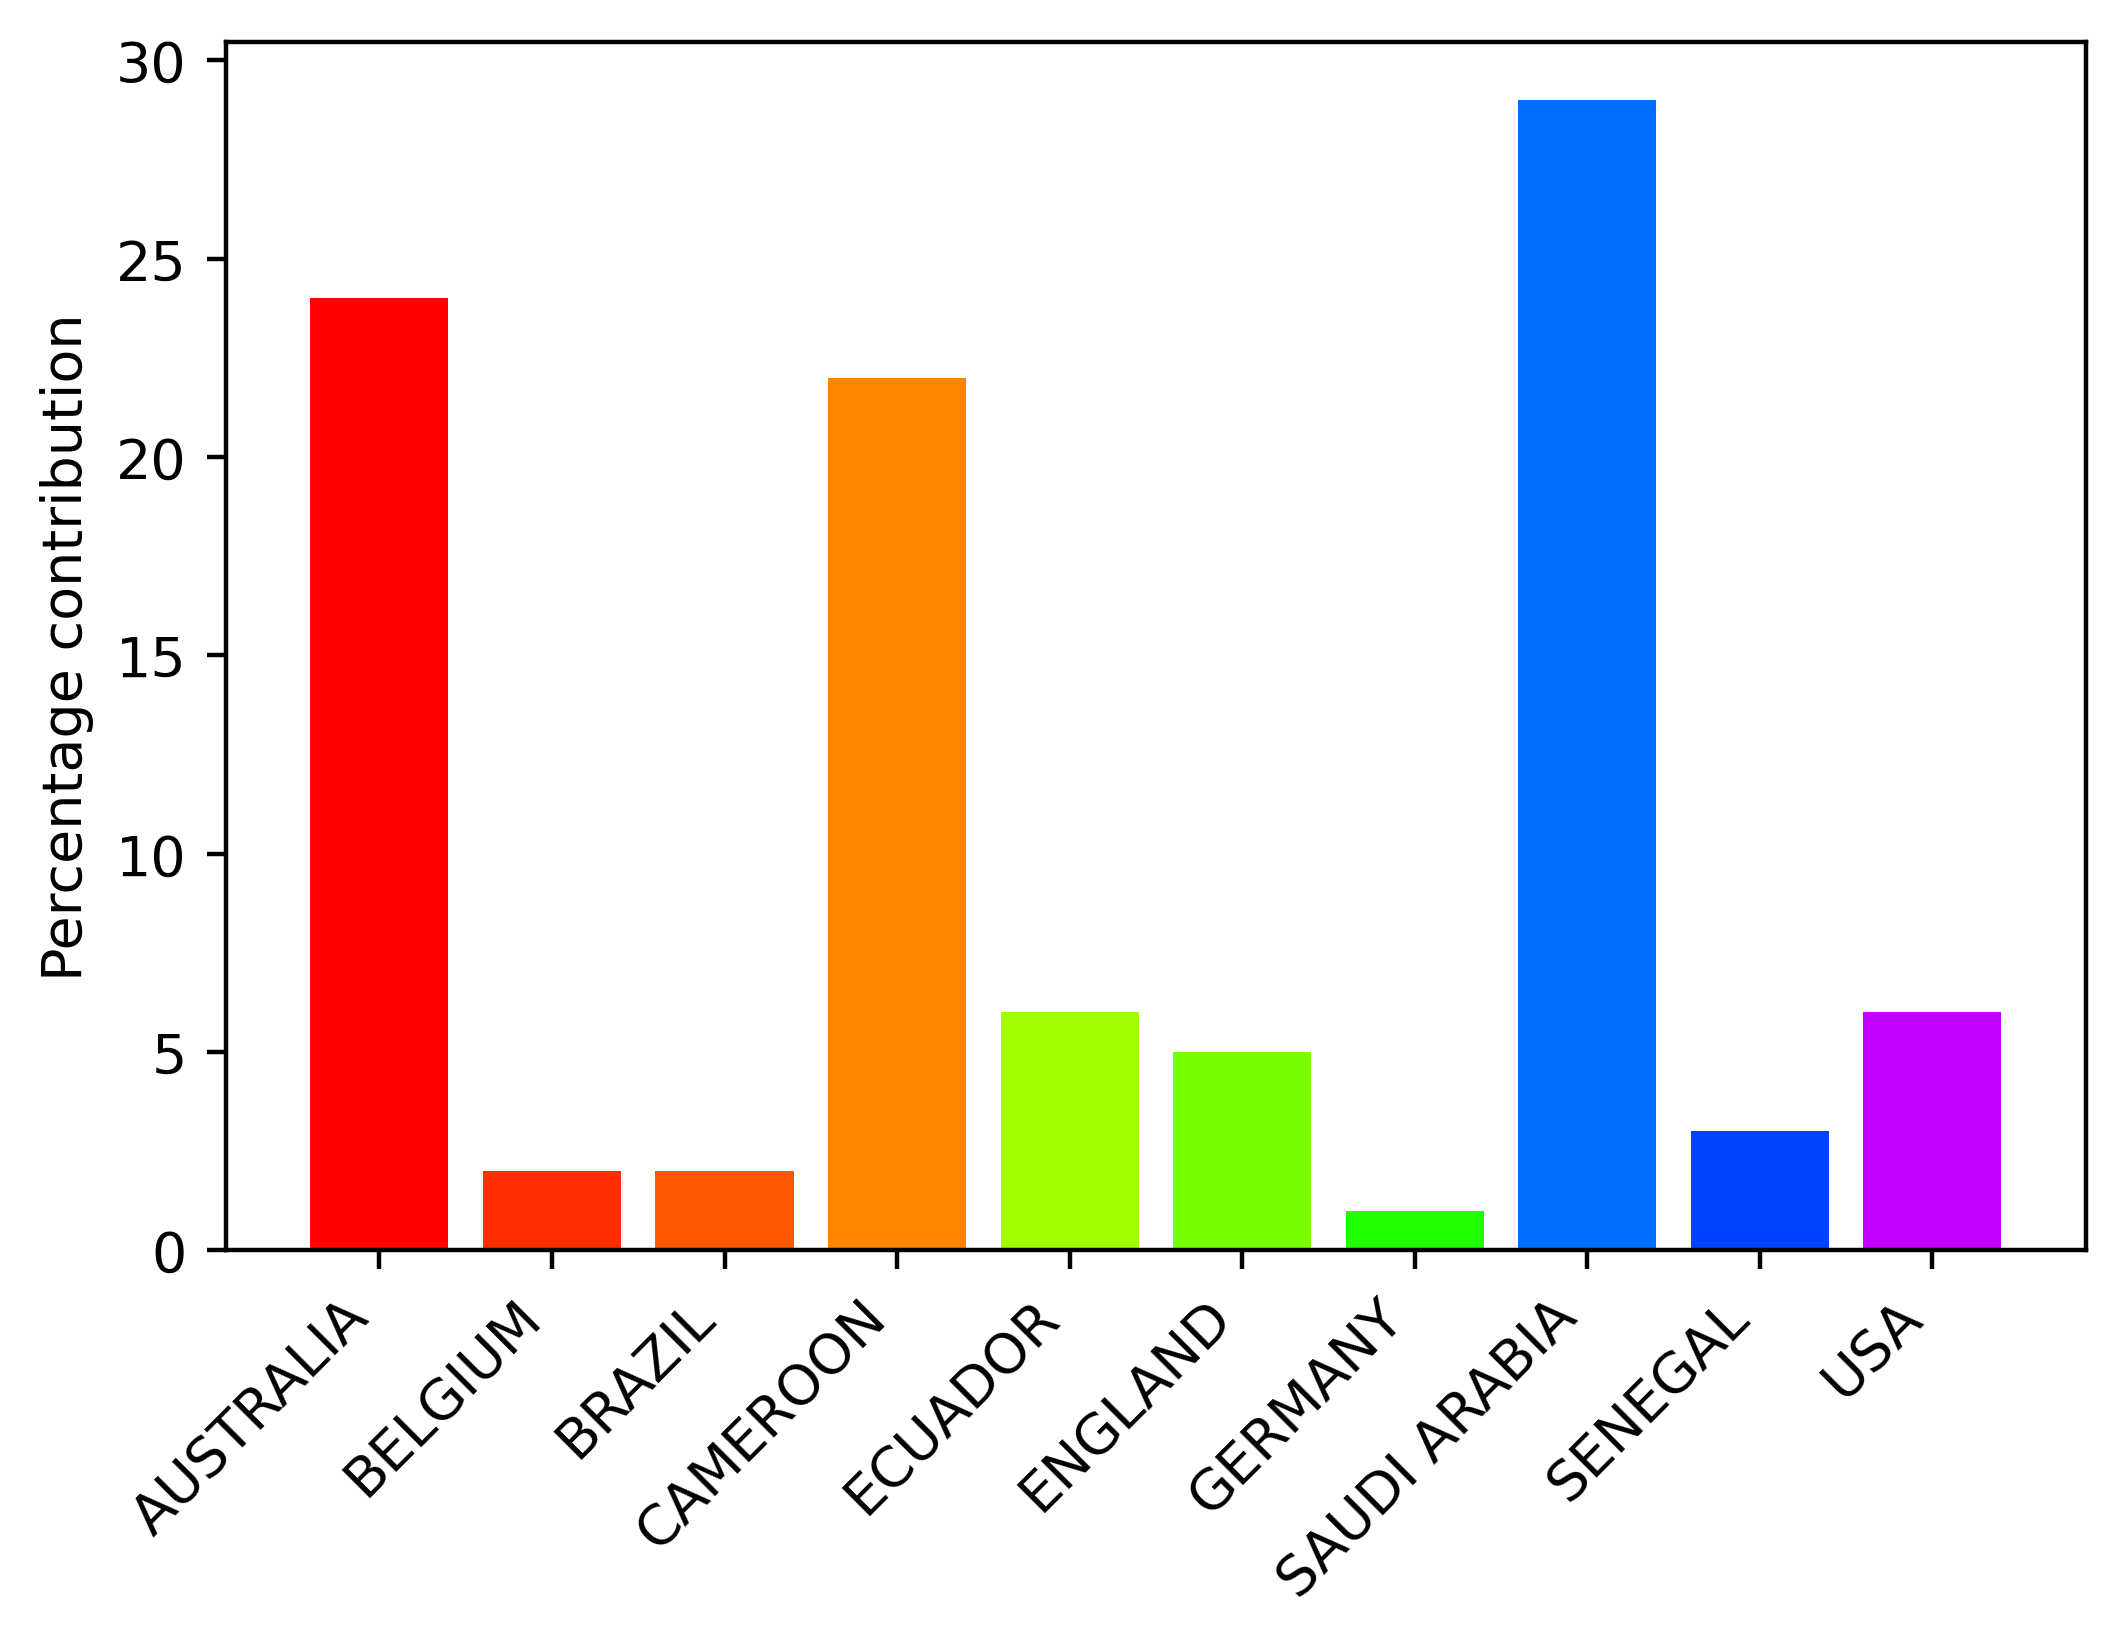 Percentage contribution
30
25
20
15
10
5
0
AUSTRALIA
BELGIUM
BRAZIL
CAMEROON
ECUADOR
ENGLAND
GERMANY
SAUDI ARABIA
SENEGAL
USA